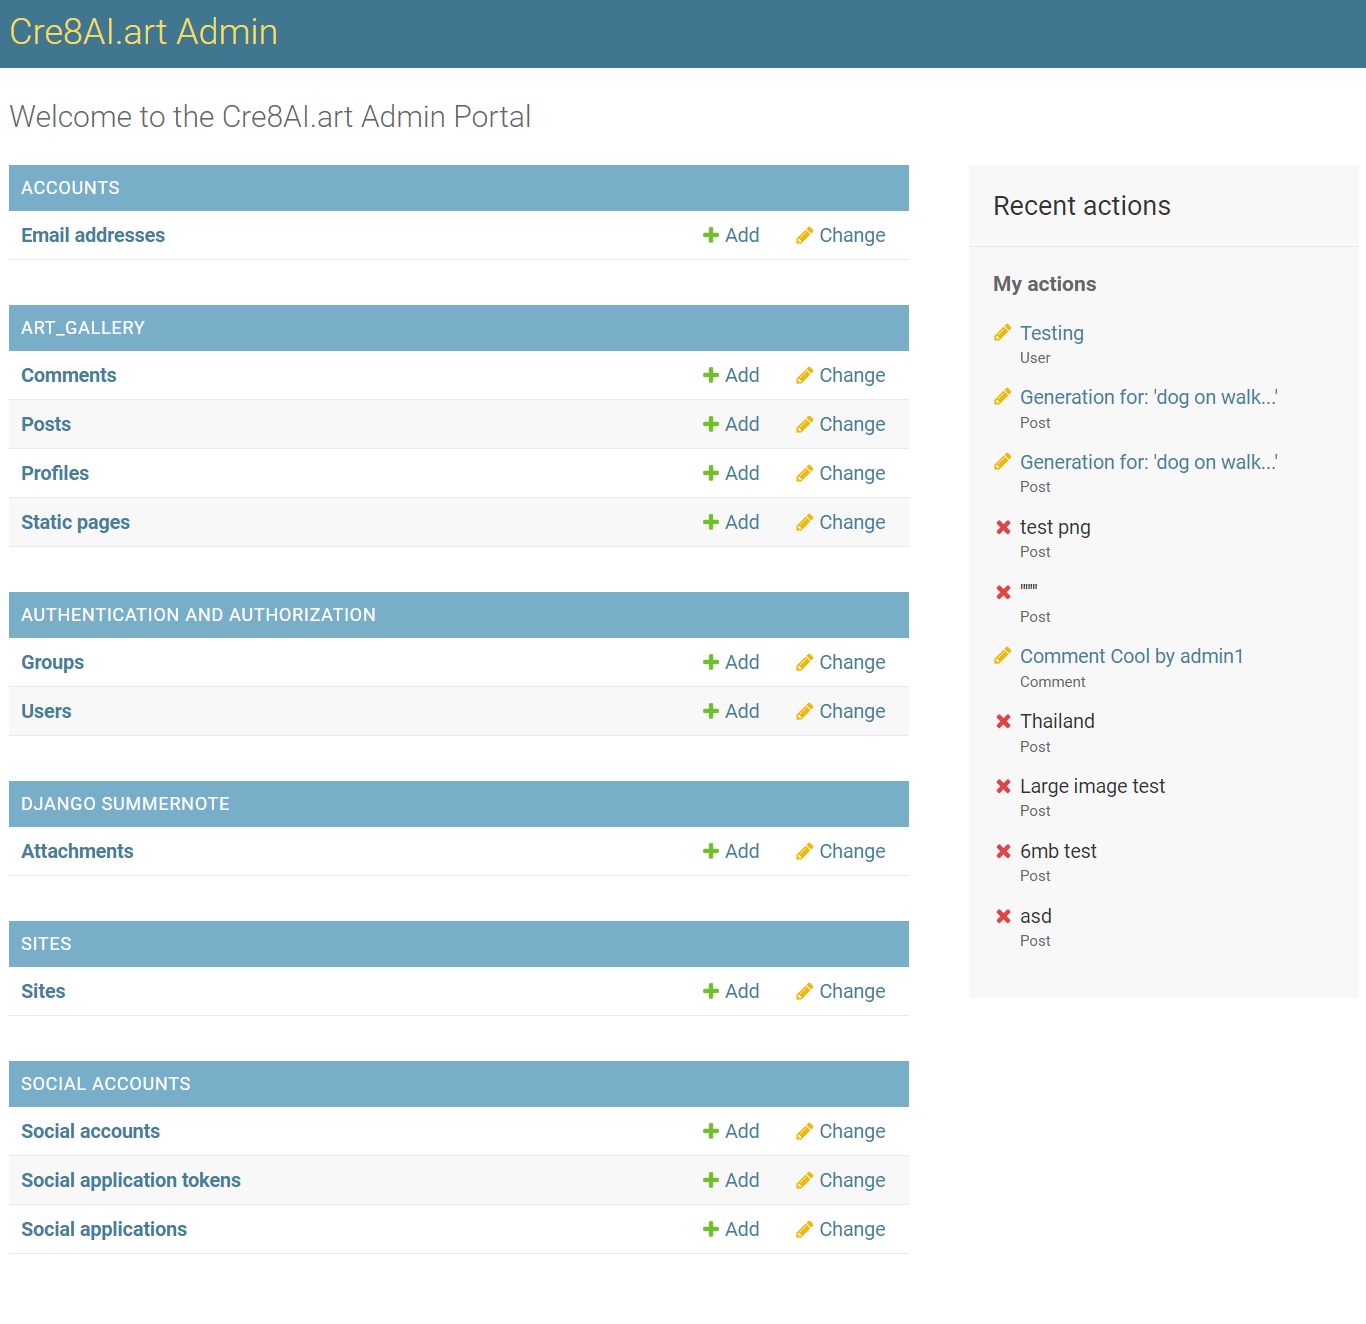 Cre8AI.art Admin
Welcome to the Cre8AI.art Admin Portal
ACCOUNTS
Email addresses Add Change
ART_GALLERY
Comments Add Change
Posts Add Change
Profiles Add Change
Static pages Add Change
AUTHENTICATION AND AUTHORIZATION
Groups Add Change
Users Add Change
DJANGO SUMMERNOTE
Attachments Add Change
SITES
Sites Add Change
SOCIAL ACCOUNTS
Social accounts Add Change
Social application tokens Add Change
Social applications Add Change
Recent actions
My actions
Testing
User
Generation for: 'dog on walk...'
Post
Generation for: 'dog on walk...'
Post
test png
Post
""""
Post
Comment Cool by admin1
Comment
Thailand
Post
Large image test
Post
6mb test
Post
asd
Post